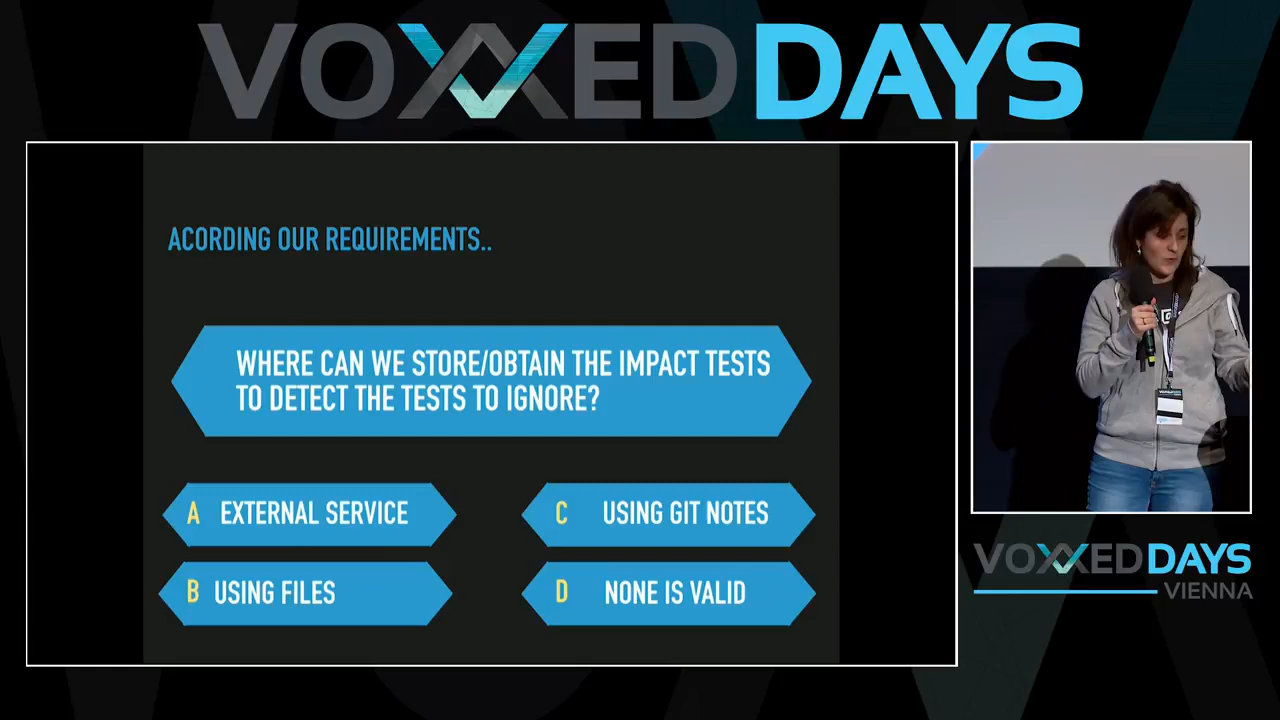 VOXXED DAYS
ACORDING OUR REQUIREMENTS..
WHERE CAN WE STORE/OBTAIN THE IMPACT TESTS
TO DETECT THE TESTS TO IGNORE?
A EXTERNAL SERVICE
C USING GIT NOTES
B USING FILES
D NONE IS VALID
VOXXED DAYS
VIENNA